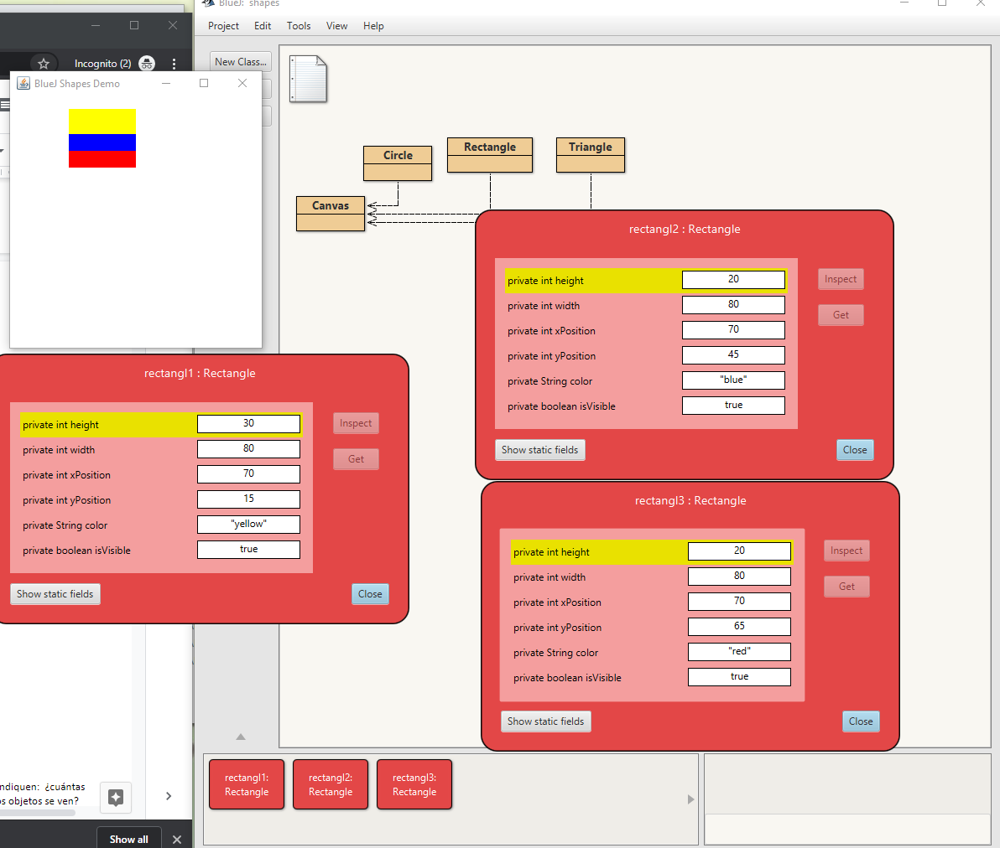 BlueJ: shapes
Project Edit Tools View Help
Incognito (2)
New Class...
BlueJ Shapes Demo
Circle
Rectangle
Triangle
Canvas
rectangl2 : Rectangle
private int height 20
private int width 80
private int xPosition 70
private int yPosition 45
private String color "blue"
private boolean isVisible true
Inspect
Get
Show static fields
Close
rectangl1 : Rectangle
private int height 30
private int width 80
private int xPosition 70
private int yPosition 15
private String color "yellow"
private boolean isVisible true
Inspect
Get
Show static fields
Close
rectangl3 : Rectangle
private int height 20
private int width 80
private int xPosition 70
private int yPosition 65
private String color "red"
private boolean isVisible true
Inspect
Get
Show static fields
Close
rectangl1:
Rectangle
rectangl2:
Rectangle
rectangl3:
Rectangle
ndiquen: ¿cuántas
os objetos se ven?
Show all